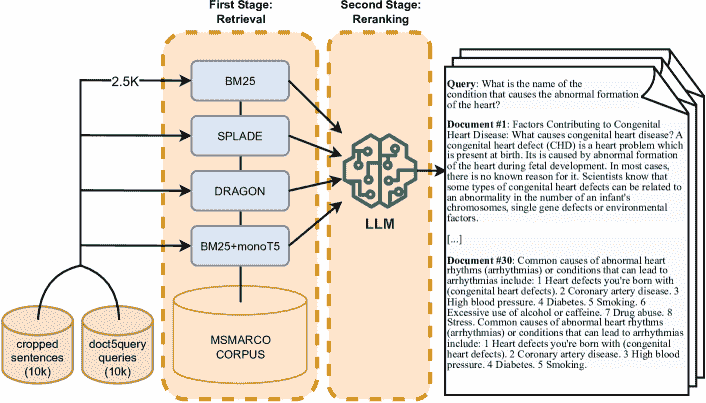 First Stage:
Retrieval
Second Stage:
Reranking
2.5K
BM25
SPLADE
DRAGON
BM25+monoT5
MSMARCO
CORPUS
cropped
sentences
(10k)
doct5query
queries
(10k)
LLM
Query: What is the name of the
condition that causes the abnormal formation
of the heart?
Document #1: Factors Contributing to Congenital
Heart Disease: What causes congenital heart disease? A
congenital heart defect (CHD) is a heart problem which
is present at birth. Its is caused by abnormal formation
of the heart during fetal development. In most cases,
there is no known reason for it. Scientists know that
some types of congenital heart defects can be related to
an abnormality in the number of an infant's
chromosomes, single gene defects or environmental
factors.
[...]
Document #30: Common causes of abnormal heart
rhythms (arrhythmias) or conditions that can lead to
arrhythmias include: 1 Heart defects you're born with
(congenital heart defects). 2 Coronary artery disease. 3
High blood pressure. 4 Diabetes. 5 Smoking. 6
Excessive use of alcohol or caffeine. 7 Drug abuse. 8
Stress. Common causes of abnormal heart rhythms
(arrhythmias) or conditions that can lead to arrhythmias
include: 1 Heart defects you're born with (congenital
heart defects). 2 Coronary artery disease. 3 High blood
pressure. 4 Diabetes. 5 Smoking.